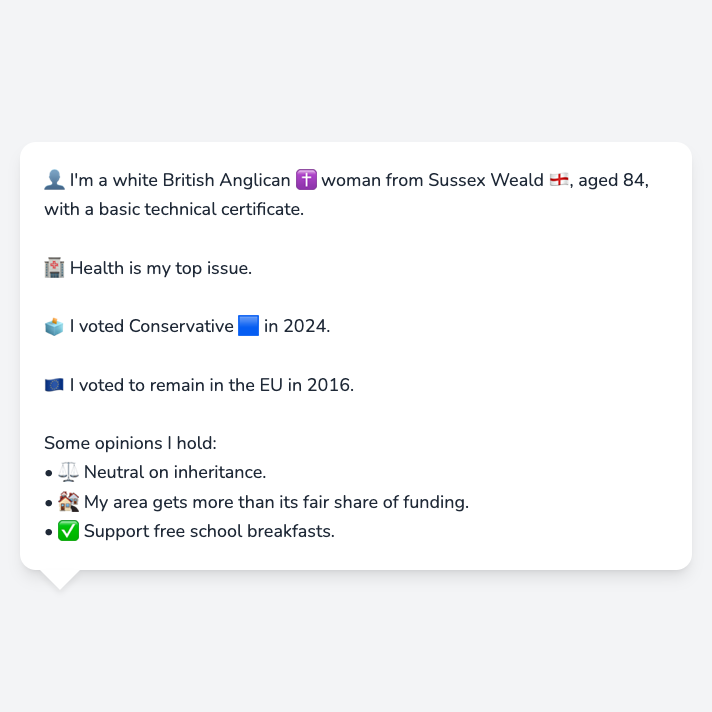 👤 I'm a white British Anglican ✝️ woman from Sussex Weald 🏴󠁧󠁢󠁥󠁮󠁧󠁿, aged 84,
with a basic technical certificate.
🏥 Health is my top issue.
🗳️ I voted Conservative 🟦 in 2024.
🇪🇺 I voted to remain in the EU in 2016.
Some opinions I hold:
• ⚖️ Neutral on inheritance.
• 🏘️ My area gets more than its fair share of funding.
• ✅ Support free school breakfasts.